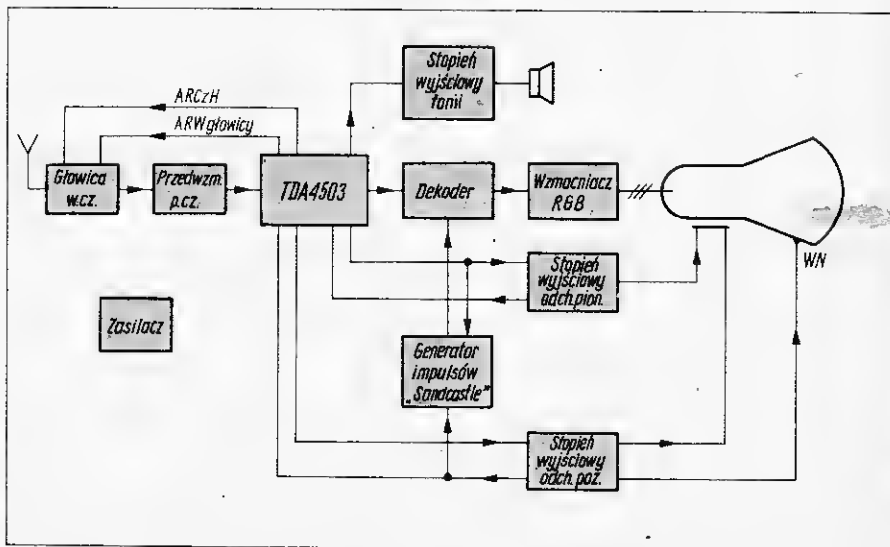 Stopień
wyjściowy
fonii
ARCzH
ARW głowicy
Głowica
w.cz.
Przedwzm.
p.cz.
TDA4503
Dekoder
Wzmacniacz
RGB
WN
Stopień
wyjściowy
odch.pion.
Zasilacz
Generator
impulsów
„Sandcastle”
Stopień
wyjściowy
odch.poz.